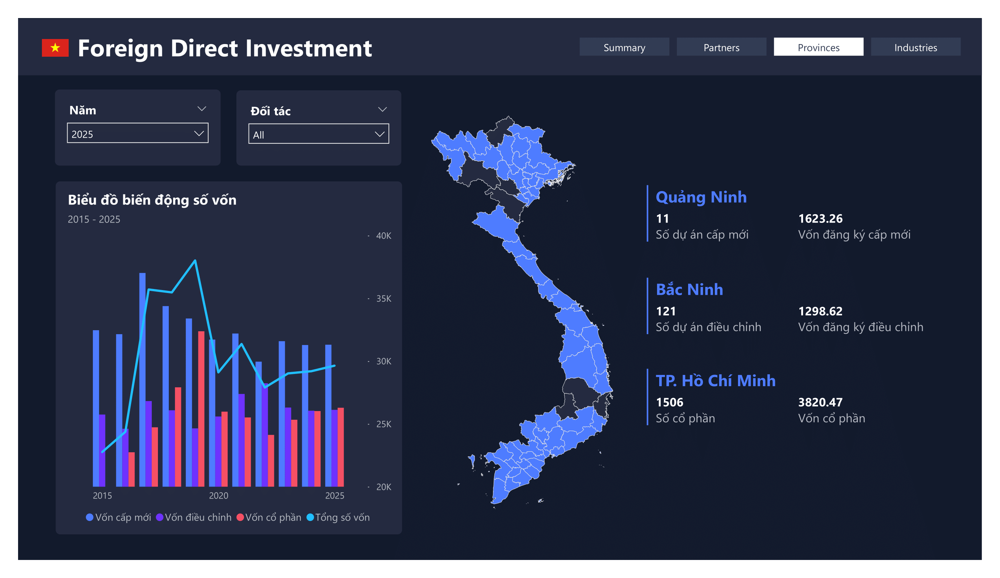 Foreign Direct Investment
Summary
Partners
Provinces
Industries
Năm
2025
Đối tác
All
Biểu đồ biến động số vốn
2015 - 2025
- 40K
- 35K
- 30K
- 25K
- 20K
2015 2020 2025
Vốn cấp mới Vốn điều chỉnh Vốn cổ phần Tổng số vốn
Quảng Ninh
11 1623.26
Số dự án cấp mới Vốn đăng ký cấp mới
Bắc Ninh
121 1298.62
Số dự án điều chỉnh Vốn đăng ký điều chỉnh
TP. Hồ Chí Minh
1506 3820.47
Số cổ phần Vốn cổ phần